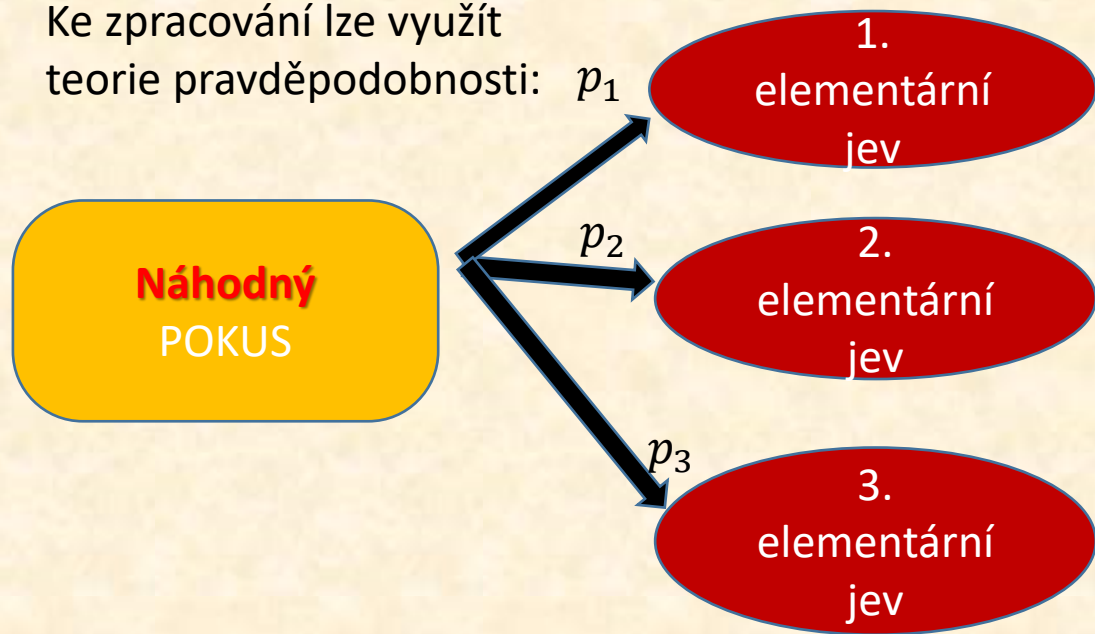 Ke zpracování lze využít
teorie pravděpodobnosti:
p₁
1.
elementární
jev
Náhodný
POKUS
p₂
2.
elementární
jev
p₃
3.
elementární
jev